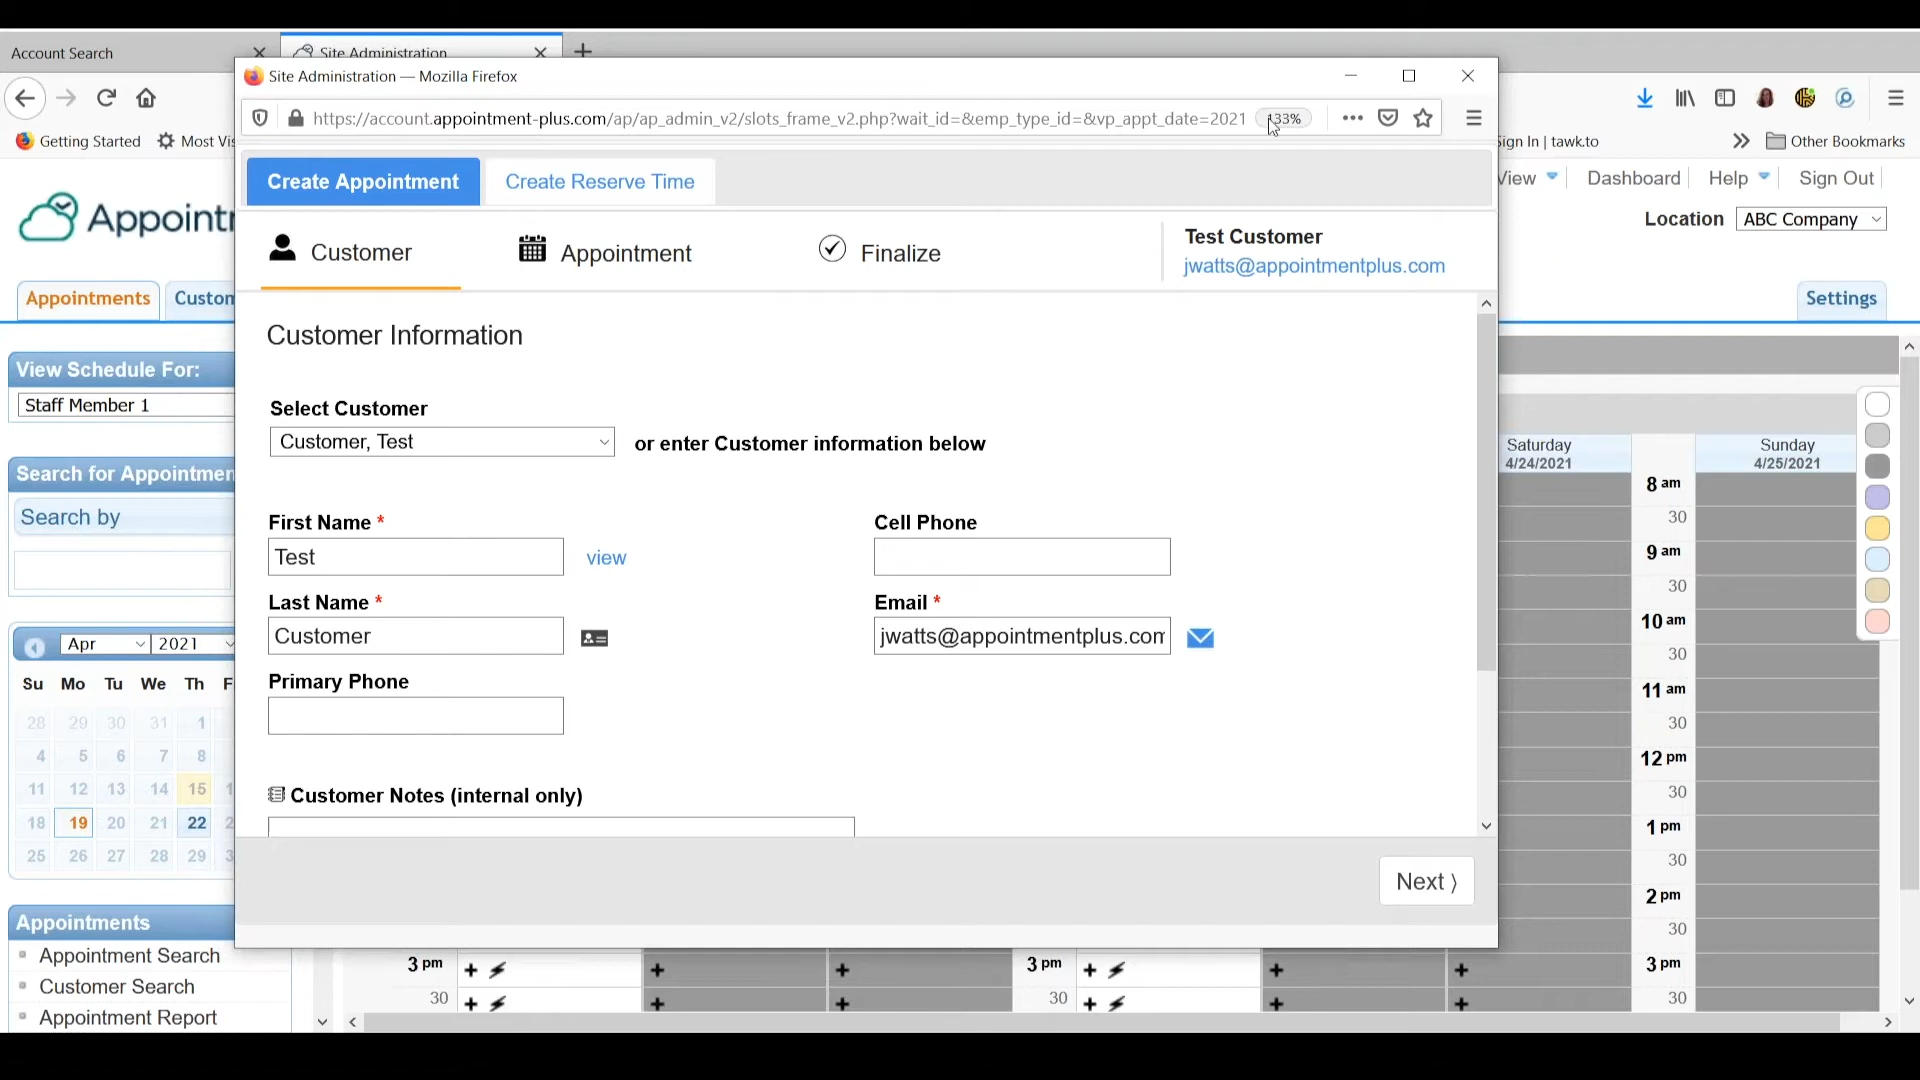 Account Search
Site Administration
Site Administration — Mozilla Firefox
https://account.appointment-plus.com/ap/ap_admin_v2/slots_frame_v2.php?wait_id=&emp_type_id=&vp_appt_date=2021
133%
Getting Started
Most Vis
Sign In | tawk.to
Other Bookmarks
Create Appointment
Create Reserve Time
View
Dashboard
Help
Sign Out
Appointm
Location ABC Company
Customer
Appointment
Finalize
Test Customer
jwatts@appointmentplus.com
Appointments
Custom
Settings
Customer Information
View Schedule For:
Staff Member 1
Select Customer
Customer, Test
or enter Customer information below
Search for Appointmen
Search by
First Name *
Test
view
Cell Phone
Last Name *
Customer
Email *
jwatts@appointmentplus.com
Primary Phone
Customer Notes (internal only)
Next ⟩
Apr 2021
Su Mo Tu We Th F
28 29 30 31 1
4 5 6 7 8
11 12 13 14 15 1
18 19 20 21 22 2
25 26 27 28 29 3
Appointments
Appointment Search
Customer Search
Appointment Report
Saturday
4/24/2021
Sunday
4/25/2021
8 am
30
9 am
30
10 am
30
11 am
30
12 pm
30
1 pm
30
2 pm
30
3 pm 3 pm 3 pm
30 30 30